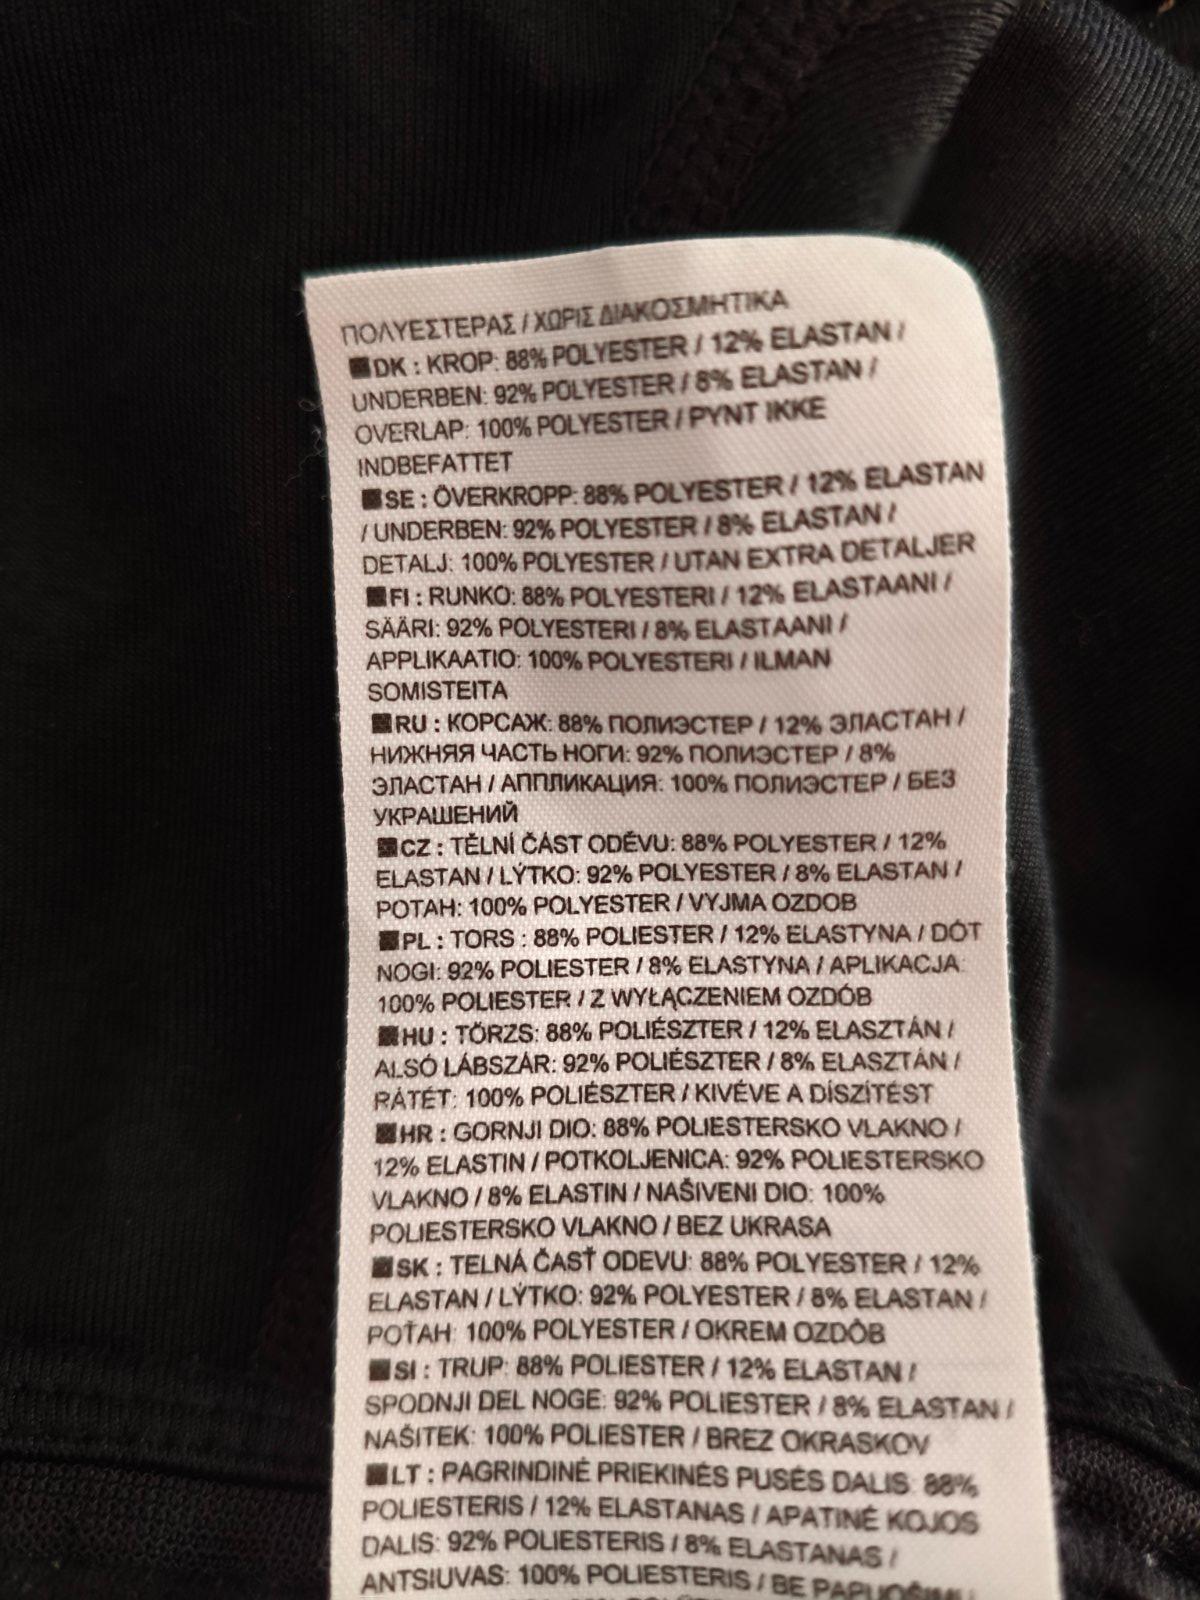 ΠΟΛΥΕΣΤΕΡΑΣ / ΧΩΡΙΣ ΔΙΑΚΟΣΜΗΤΙΚΑ
DK : KROP: 88% POLYESTER / 12% ELASTAN /
UNDERBEN: 92% POLYESTER / 8% ELASTAN /
OVERLAP: 100% POLYESTER / PYNT IKKE
INDBEFATTET
SE : ÖVERKROPP: 88% POLYESTER / 12% ELASTAN
/ UNDERBEN: 92% POLYESTER / 8% ELASTAN /
DETALJ: 100% POLYESTER / UTAN EXTRA DETALJER
FI : RUNKO: 88% POLYESTERI / 12% ELASTAANI /
SÄÄRI: 92% POLYESTERI / 8% ELASTAANI /
APPLIKAATIO: 100% POLYESTERI / ILMAN
SOMISTEITA
RU : КОРСАЖ: 88% ПОЛИЭСТЕР / 12% ЭЛАСТАН /
НИЖНЯЯ ЧАСТЬ НОГИ: 92% ПОЛИЭСТЕР / 8%
ЭЛАСТАН / АППЛИКАЦИЯ: 100% ПОЛИЭСТЕР / БЕЗ
УКРАШЕНИЙ
CZ : TĚLNÍ ČÁST ODĚVU: 88% POLYESTER / 12%
ELASTAN / LÝTKO: 92% POLYESTER / 8% ELASTAN /
POTAH: 100% POLYESTER / VYJMA OZDOB
PL : TORS : 88% POLIESTER / 12% ELASTYNA / DÓT
NOGI: 92% POLIESTER / 8% ELASTYNA / APLIKACJA:
100% POLIESTER / Z WYŁĄCZENIEM OZDÓB
HU : TÖRZS: 88% POLIÉSZTER / 12% ELASZTÁN /
ALSÓ LÁBSZÁR: 92% POLIÉSZTER / 8% ELASZTÁN /
RÁTÉT: 100% POLIÉSZTER / KIVÉVE A DÍSZÍTÉST
HR : GORNJI DIO: 88% POLIESTERSKO VLAKNO /
12% ELASTIN / POTKOLJENICA: 92% POLIESTERSKO
VLAKNO / 8% ELASTIN / NAŠIVENI DIO: 100%
POLIESTERSKO VLAKNO / BEZ UKRASA
SK : TELNÁ ČASŤ ODEVU: 88% POLYESTER / 12%
ELASTAN / LÝTKO: 92% POLYESTER / 8% ELASTAN /
POŤAH: 100% POLYESTER / OKREM OZDÔB
SI : TRUP: 88% POLIESTER / 12% ELASTAN /
SPODNJI DEL NOGE: 92% POLIESTER / 8% ELASTAN /
NAŠITEK: 100% POLIESTER / BREZ OKRASKOV
LT : PAGRINDINĖ PRIEKINĖS PUSĖS DALIS: 88%
POLIESTERIS / 12% ELASTANAS / APATINĖ KOJOS
DALIS: 92% POLIESTERIS / 8% ELASTANAS /
ANTSIUVAS: 100% POLIESTERIS / BE PAPUOŠIMŲ